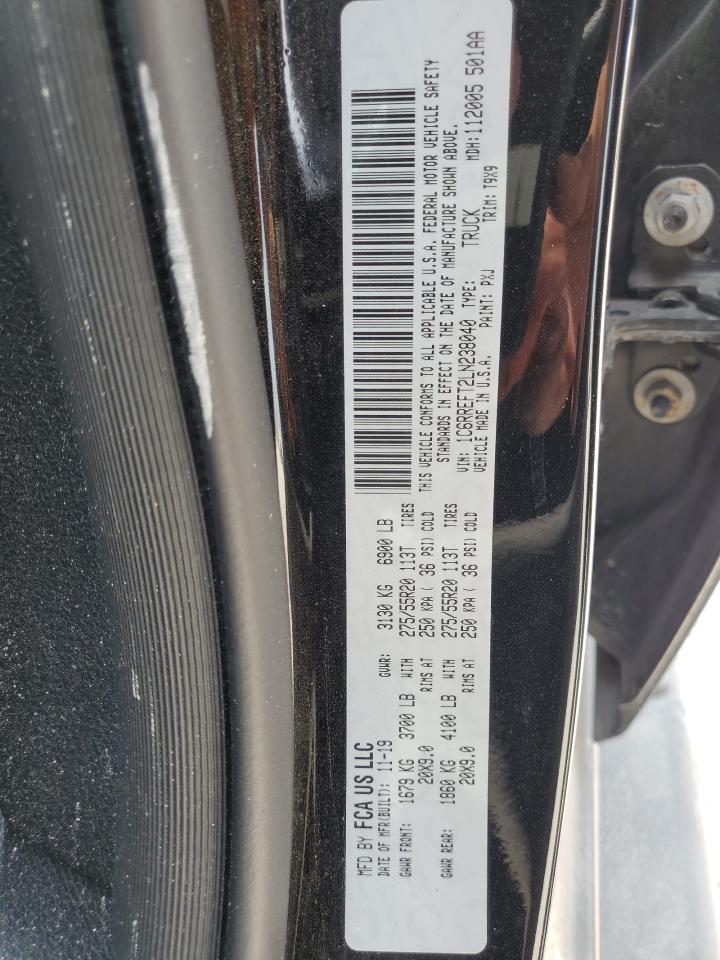 MFD BY FCA US LLC
DATE OF MFR(BUILT): 11-19 GVWR: 3130 KG 6900 LB
GAWR FRONT: 1679 KG 3700 LB WITH 275/55R20 113T TIRES
20X9.0 RIMS AT 250 KPA ( 36 PSI) COLD
GAWR REAR: 1860 KG 4100 LB WITH 275/55R20 113T TIRES
20X9.0 RIMS AT 250 KPA ( 36 PSI) COLD
THIS VEHICLE CONFORMS TO ALL APPLICABLE U.S.A. FEDERAL MOTOR VEHICLE SAFETY
STANDARDS IN EFFECT ON THE DATE OF MANUFACTURE SHOWN ABOVE.
VIN: 1C6RREFT2LN238040 TYPE: TRUCK MDH:112005 501AA
VEHICLE MADE IN U.S.A. PAINT: PXJ TRIM: T9X9